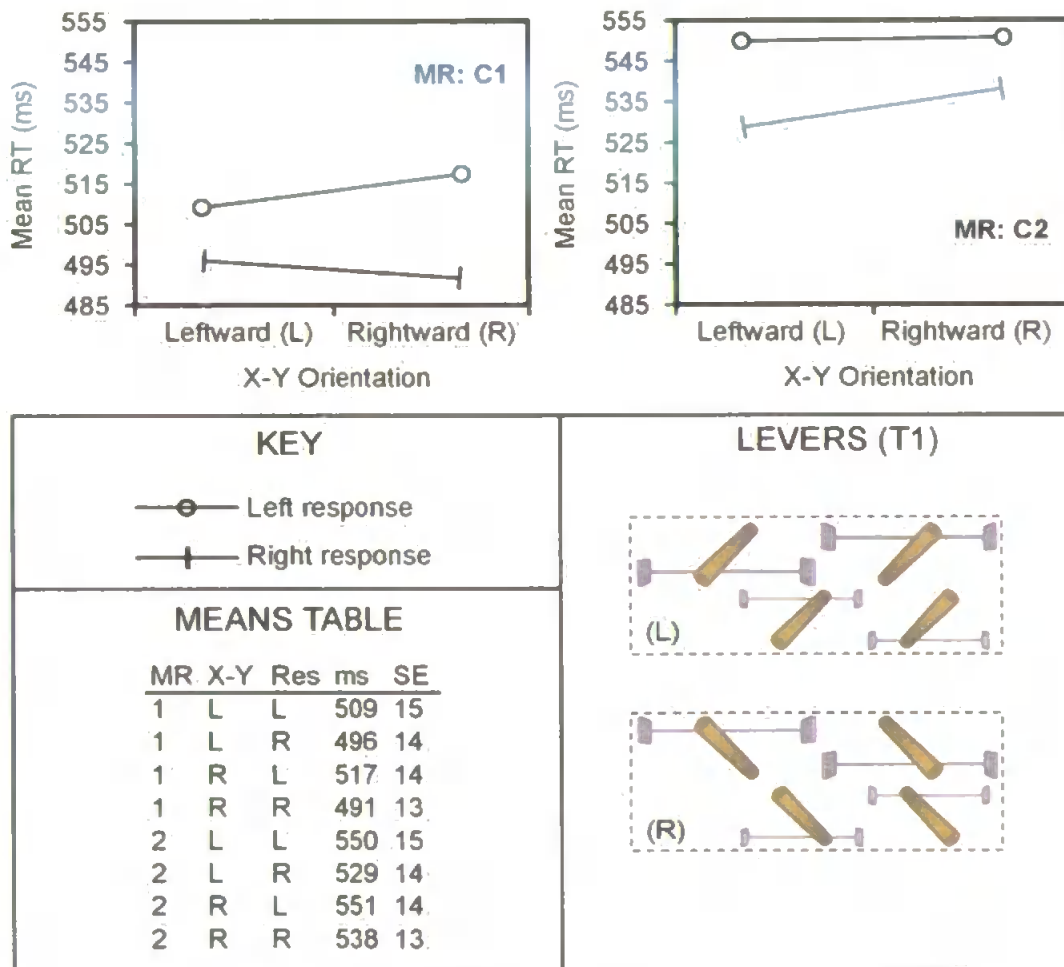 555
545
535
525
515
505
495
485
Mean RT (ms)
MR: C1
Leftward (L) Rightward (R)
X-Y Orientation
555
545
535
525
515
505
495
485
Mean RT (ms)
MR: C2
Leftward (L) Rightward (R)
X-Y Orientation
KEY
Left response
Right response
MEANS TABLE
MR X-Y Res ms SE
1 L L 509 15
1 L R 496 14
1 R L 517 14
1 R R 491 13
2 L L 550 15
2 L R 529 14
2 R L 551 14
2 R R 538 13
LEVERS (T1)
(L)
(R)